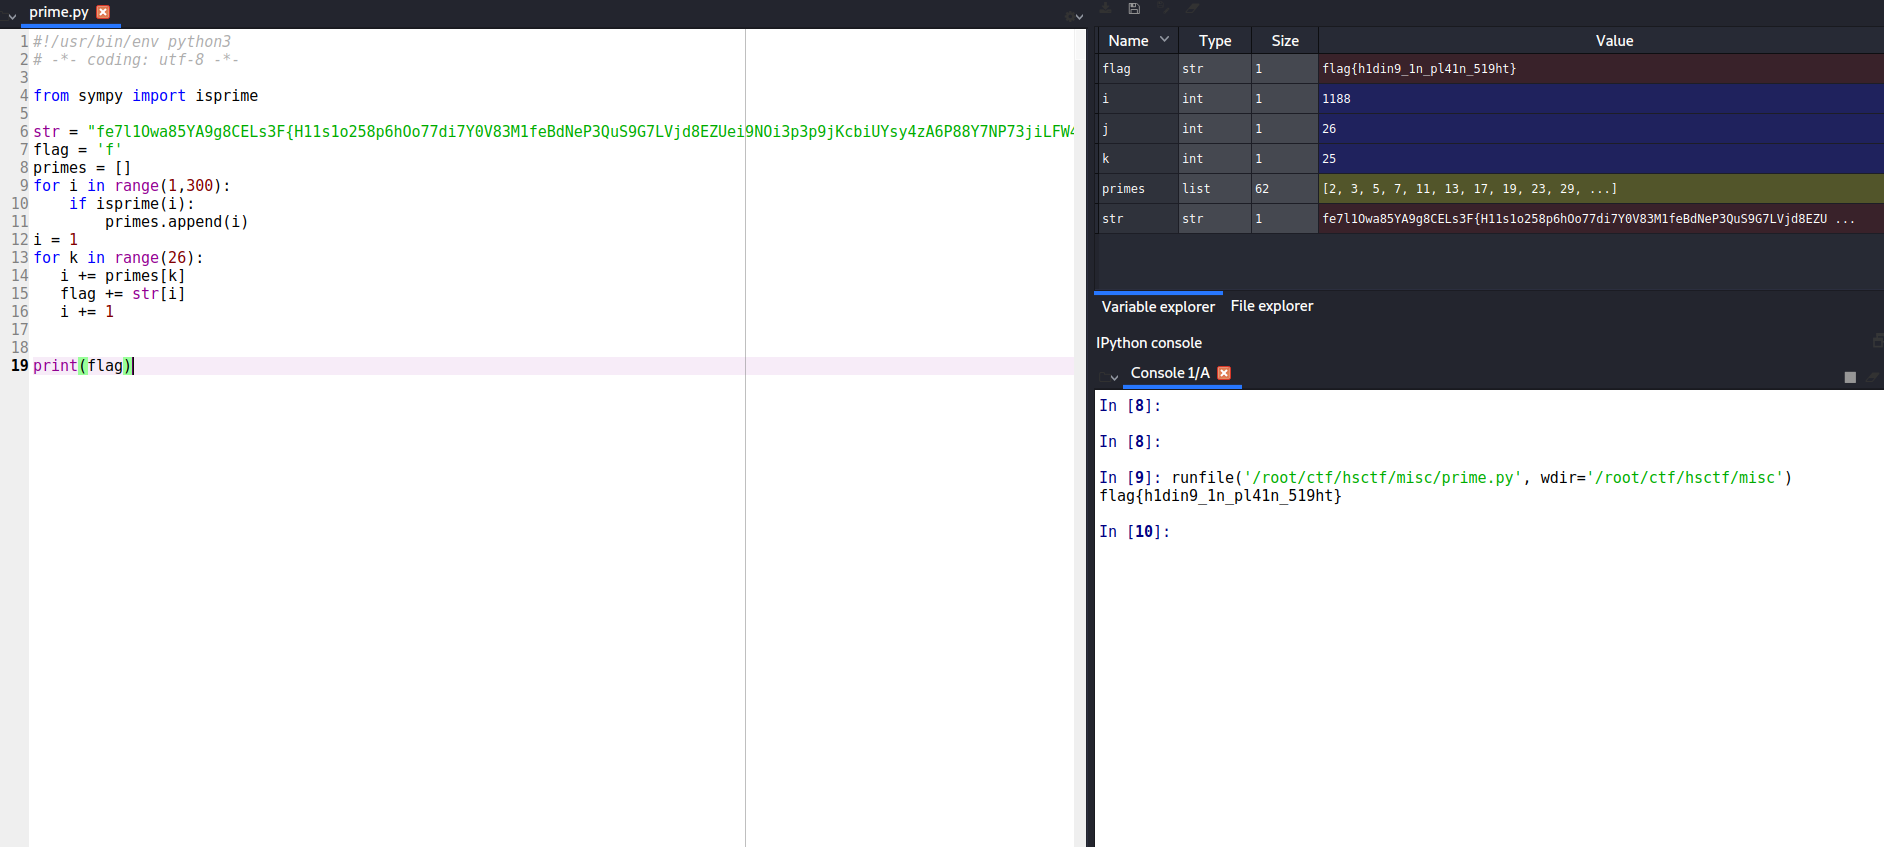 prime.py
1 #!/usr/bin/env python3
2 # -*- coding: utf-8 -*-
3
4 from sympy import isprime
5
6 str = "fe7l1Owa85YA9g8CELs3F{H11s1o258p6hOo77di7Y0V83M1feBdNeP3QuS9G7LVjd8EZUei9NOi3p3p9jKcbiUYsy4zA6P88Y7NP73jiLFW4
7 flag = 'f'
8 primes = []
9 for i in range(1,300):
10     if isprime(i):
11         primes.append(i)
12 i = 1
13 for k in range(26):
14    i += primes[k]
15    flag += str[i]
16    i += 1
17
18
19 print(flag)
Name Type Size Value
flag str 1 flag{h1din9_1n_pl41n_519ht}
i int 1 1188
j int 1 26
k int 1 25
primes list 62 [2, 3, 5, 7, 11, 13, 17, 19, 23, 29, ...]
str str 1 fe7l1Owa85YA9g8CELs3F{H11s1o258p6hOo77di7Y0V83M1feBdNeP3QuS9G7LVjd8EZU ...
Variable explorer File explorer
IPython console
Console 1/A
In [8]:
In [8]:
In [9]: runfile('/root/ctf/hsctf/misc/prime.py', wdir='/root/ctf/hsctf/misc')
flag{h1din9_1n_pl41n_519ht}
In [10]: